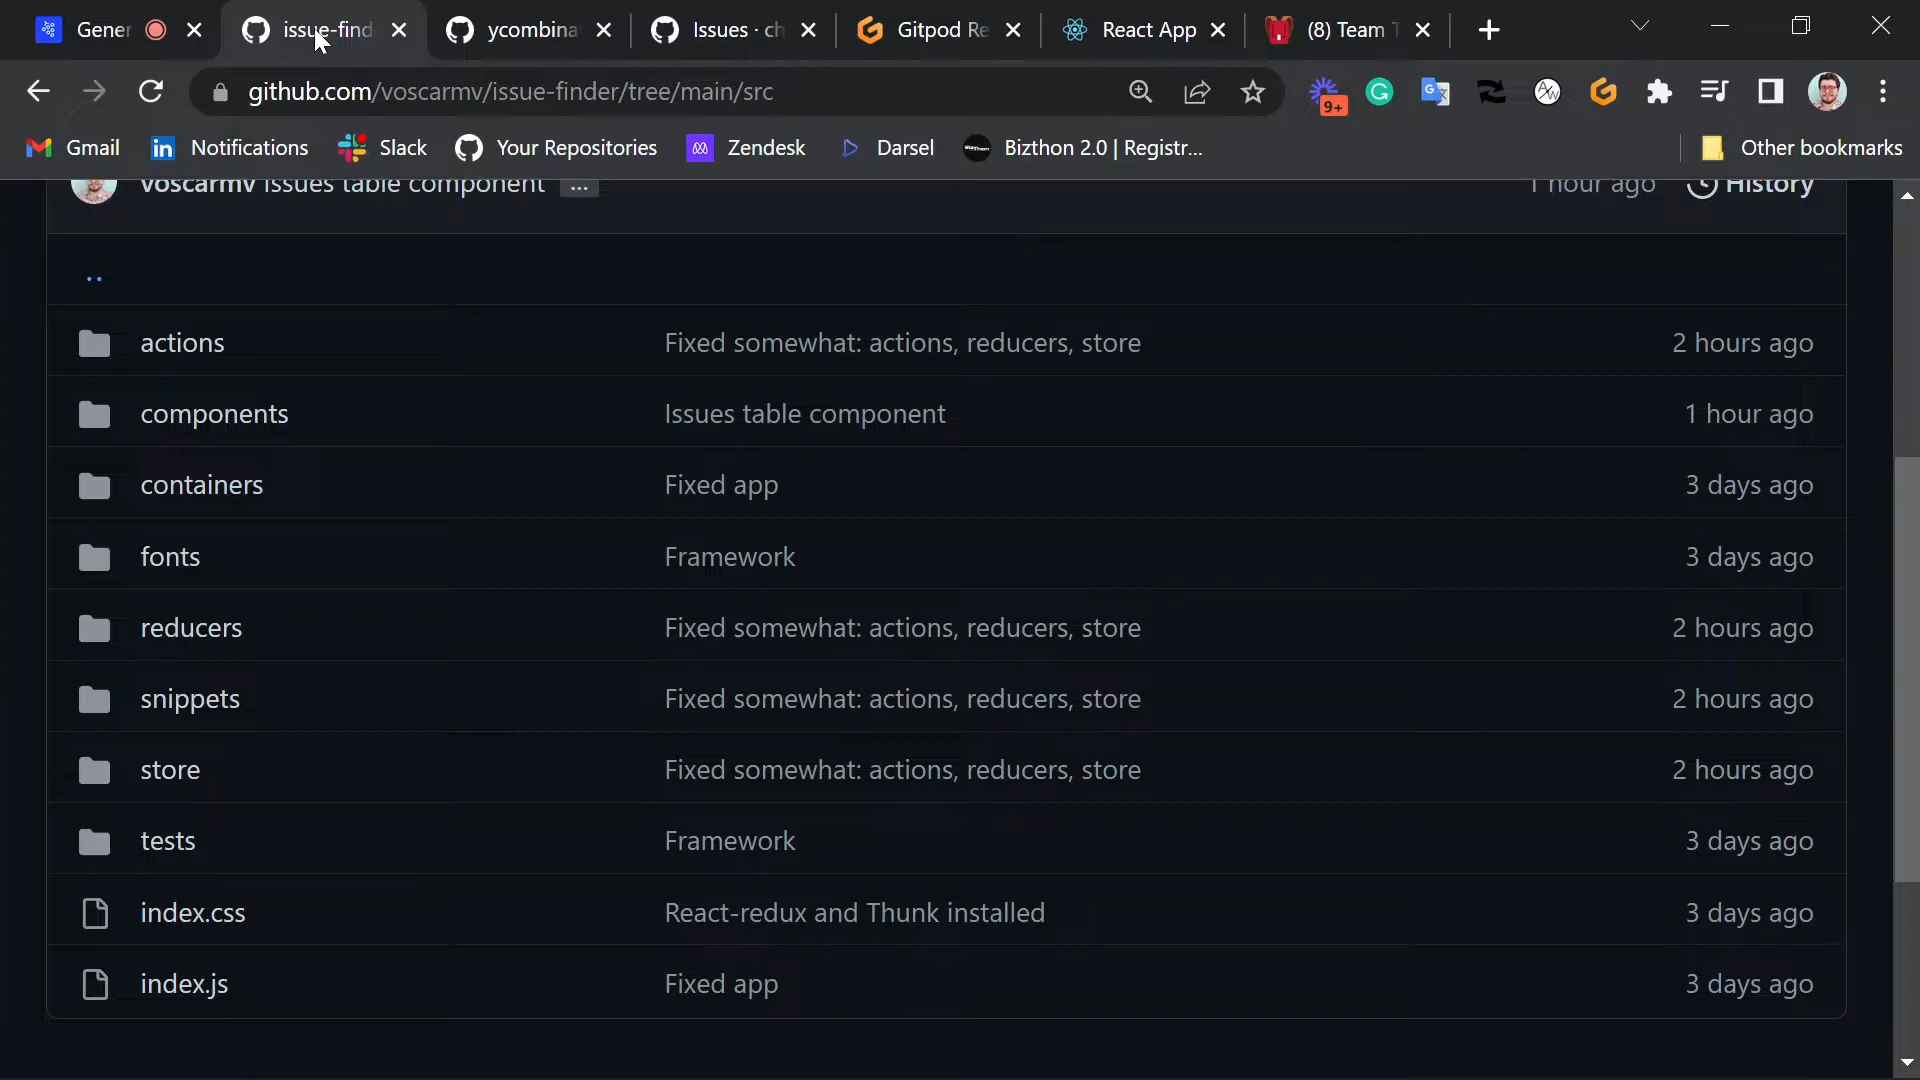 Gener
issue-find
ycombina
Issues · ch
Gitpod Re
React App
(8) Team T
github.com/voscarmv/issue-finder/tree/main/src
9+
Gmail
Notifications
Slack
Your Repositories
Zendesk
Darsel
Bizthon 2.0 | Registr...
Other bookmarks
voscarmv Issues table component ...
1 hour ago
History
..
actions Fixed somewhat: actions, reducers, store 2 hours ago
components Issues table component 1 hour ago
containers Fixed app 3 days ago
fonts Framework 3 days ago
reducers Fixed somewhat: actions, reducers, store 2 hours ago
snippets Fixed somewhat: actions, reducers, store 2 hours ago
store Fixed somewhat: actions, reducers, store 2 hours ago
tests Framework 3 days ago
index.css React-redux and Thunk installed 3 days ago
index.js Fixed app 3 days ago